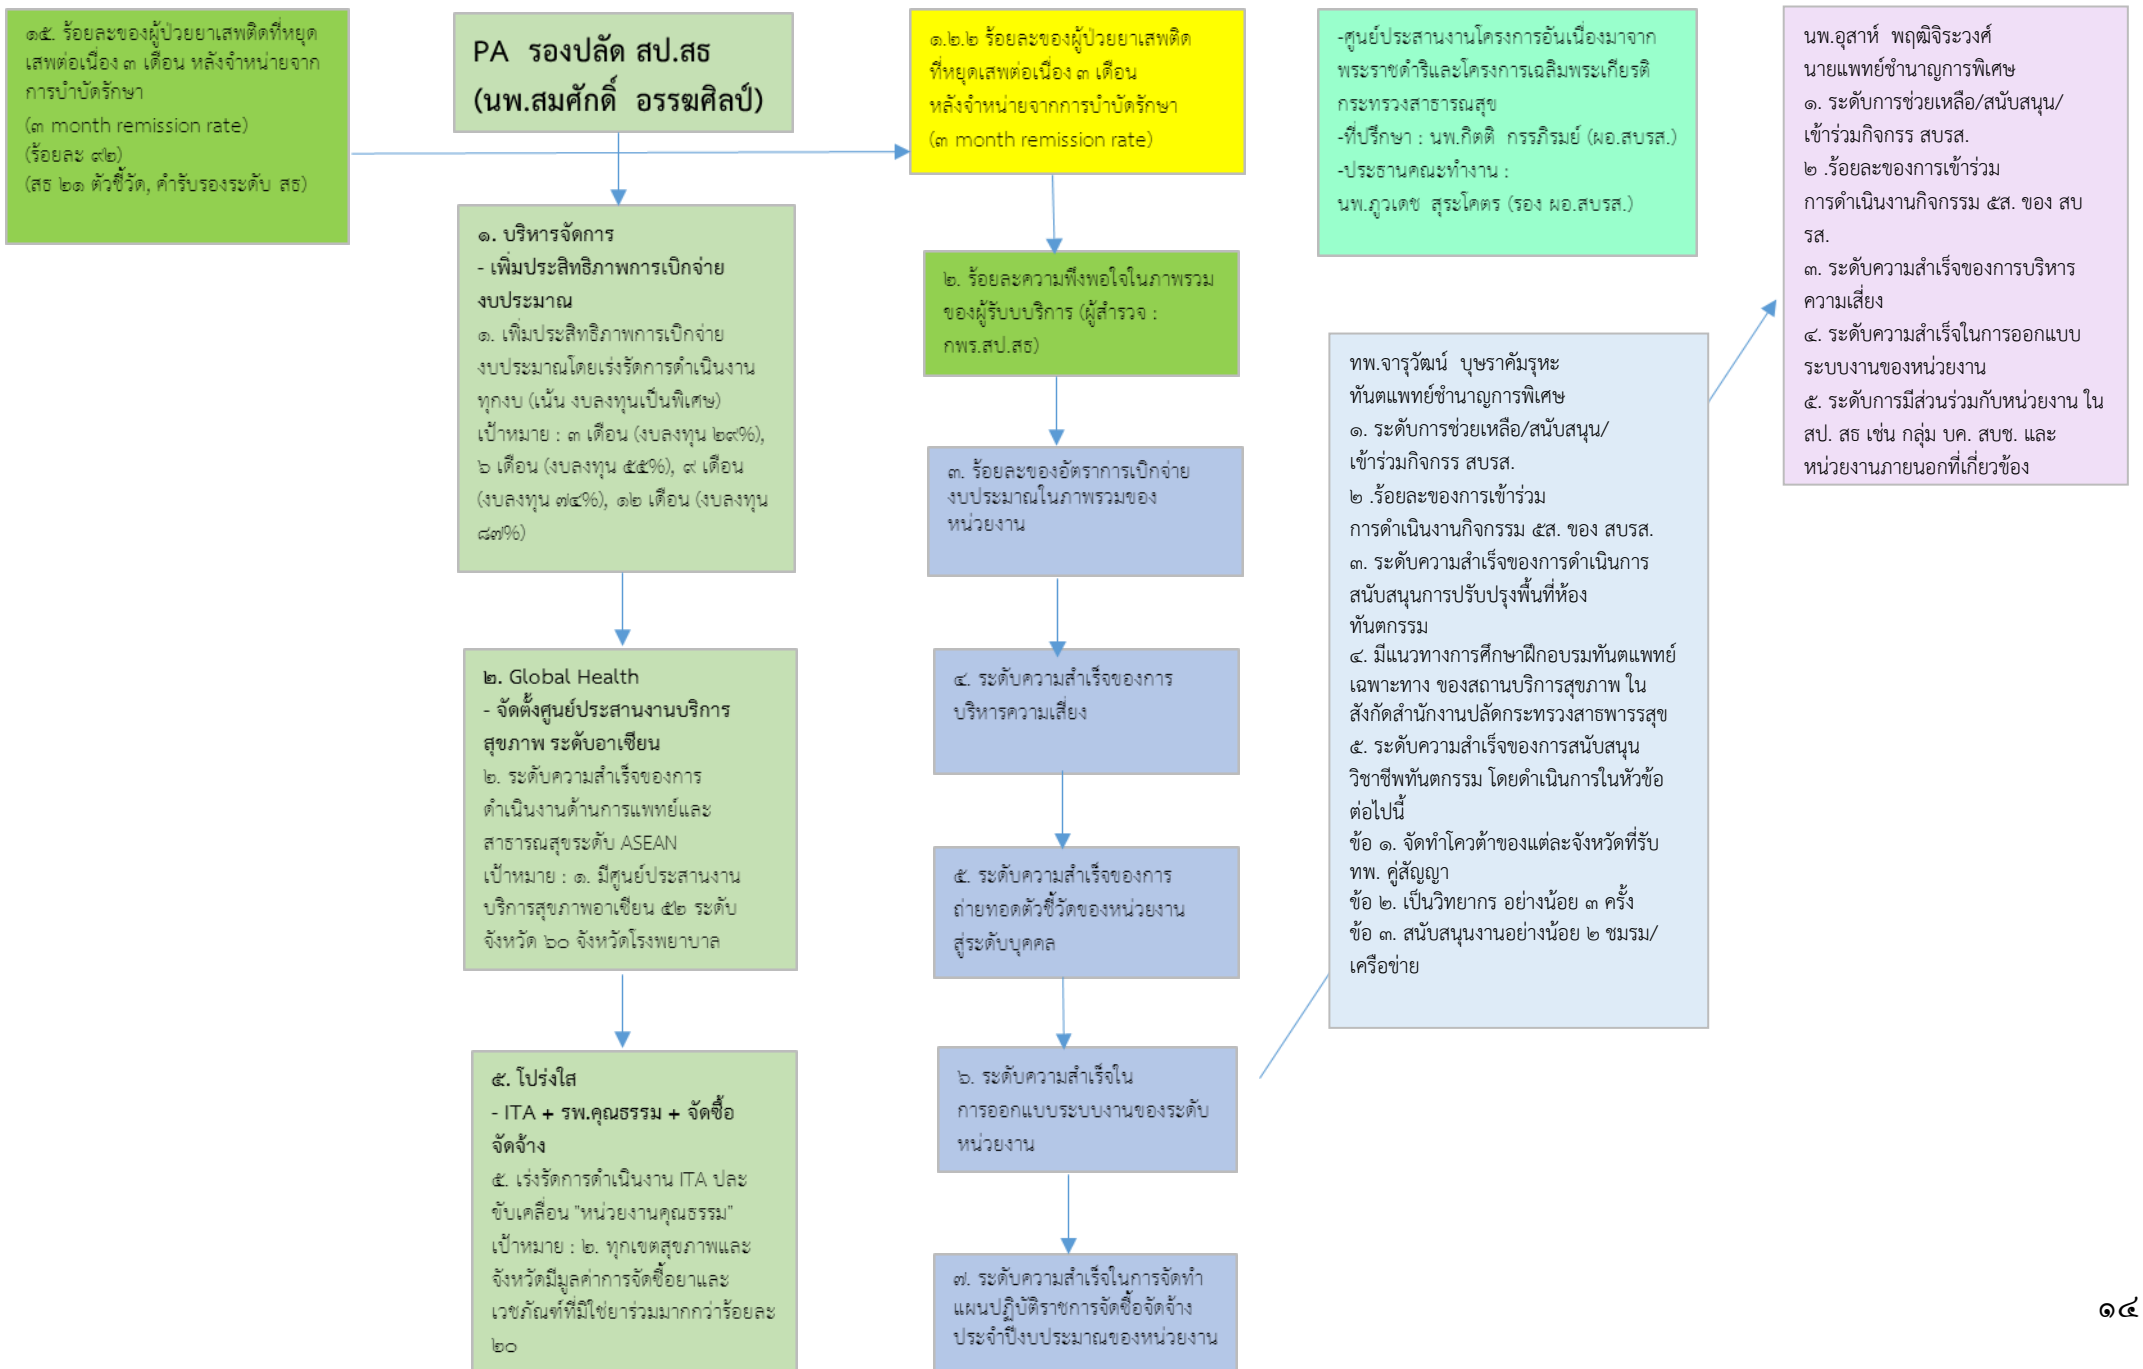 ๑๕. ร้อยละของผู้ป่วยยาเสพติดที่หยุด
เสพต่อเนื่อง ๓ เดือน หลังจำหน่ายจาก
การบำบัดรักษา
(๓ month remission rate)
(ร้อยละ ๙๒)
(สธ ๒๑ ตัวชี้วัด, คำรับรองระดับ สธ)
PA รองปลัด สป.สธ
(นพ.สมศักดิ์ อรรฆศิลป์)
๑. บริหารจัดการ
- เพิ่มประสิทธิภาพการเบิกจ่าย
งบประมาณ
๑. เพิ่มประสิทธิภาพการเบิกจ่าย
งบประมาณโดยเร่งรัดการดำเนินงาน
ทุกงบ (เน้น งบลงทุนเป็นพิเศษ)
เป้าหมาย : ๓ เดือน (งบลงทุน ๒๙%),
๖ เดือน (งบลงทุน ๕๕%), ๙ เดือน
(งบลงทุน ๗๔%), ๑๒ เดือน (งบลงทุน
๘๗%)
๒. Global Health
- จัดตั้งศูนย์ประสานงานบริการ
สุขภาพ ระดับอาเซียน
๒. ระดับความสำเร็จของการ
ดำเนินงานด้านการแพทย์และ
สาธารณสุขระดับ ASEAN
เป้าหมาย : ๑. มีศูนย์ประสานงาน
บริการสุขภาพอาเซียน ๕๒ ระดับ
จังหวัด ๖๐ จังหวัดโรงพยาบาล
๕. โปร่งใส
- ITA + รพ.คุณธรรม + จัดซื้อ
จัดจ้าง
๕. เร่งรัดการดำเนินงาน ITA ปละ
ขับเคลื่อน "หน่วยงานคุณธรรม"
เป้าหมาย : ๒. ทุกเขตสุขภาพและ
จังหวัดมีมูลค่าการจัดซื้อยาและ
เวชภัณฑ์ที่มิใช่ยาร่วมมากกว่าร้อยละ
๒๐
๑.๒.๒ ร้อยละของผู้ป่วยยาเสพติด
ที่หยุดเสพต่อเนื่อง ๓ เดือน
หลังจำหน่ายจากการบำบัดรักษา
(๓ month remission rate)
๒. ร้อยละความพึงพอใจในภาพรวม
ของผู้รับบบริการ (ผู้สำรวจ :
กพร.สป.สธ)
๓. ร้อยละของอัตราการเบิกจ่าย
งบประมาณในภาพรวมของ
หน่วยงาน
๔. ระดับความสำเร็จของการ
บริหารความเสี่ยง
๕. ระดับความสำเร็จของการ
ถ่ายทอดตัวชี้วัดของหน่วยงาน
สู่ระดับบุคคล
๖. ระดับความสำเร็จใน
การออกแบบระบบงานของระดับ
หน่วยงาน
๗. ระดับความสำเร็จในการจัดทำ
แผนปฏิบัติราชการจัดซื้อจัดจ้าง
ประจำปีงบประมาณของหน่วยงาน
-ศูนย์ประสานงานโครงการอันเนื่องมาจาก
พระราชดำริและโครงการเฉลิมพระเกียรติ
กระทรวงสาธารณสุข
-ที่ปรึกษา : นพ.กิตติ กรรภิรมย์ (ผอ.สบรส.)
-ประธานคณะทำงาน :
นพ.ภูวเดช สุระโคตร (รอง ผอ.สบรส.)
ทพ.จารุวัฒน์ บุษราคัมรุหะ
ทันตแพทย์ชำนาญการพิเศษ
๑. ระดับการช่วยเหลือ/สนับสนุน/
เข้าร่วมกิจกรร สบรส.
๒ .ร้อยละของการเข้าร่วม
การดำเนินงานกิจกรรม ๕ส. ของ สบรส.
๓. ระดับความสำเร็จของการดำเนินการ
สนับสนุนการปรับปรุงพื้นที่ห้อง
ทันตกรรม
๔. มีแนวทางการศึกษาฝึกอบรมทันตแพทย์
เฉพาะทาง ของสถานบริการสุขภาพ ใน
สังกัดสำนักงานปลัดกระทรวงสาธพารรสุข
๕. ระดับความสำเร็จของการสนับสนุน
วิชาชีพทันตกรรม โดยดำเนินการในหัวข้อ
ต่อไปนี้
ข้อ ๑. จัดทำโควต้าของแต่ละจังหวัดที่รับ
ทพ. คู่สัญญา
ข้อ ๒. เป็นวิทยากร อย่างน้อย ๓ ครั้ง
ข้อ ๓. สนับสนุนงานอย่างน้อย ๒ ชมรม/
เครือข่าย
นพ.อุสาห์ พฤฒิจิระวงศ์
นายแพทย์ชำนาญการพิเศษ
๑. ระดับการช่วยเหลือ/สนับสนุน/
เข้าร่วมกิจกรร สบรส.
๒ .ร้อยละของการเข้าร่วม
การดำเนินงานกิจกรรม ๕ส. ของ สบ
รส.
๓. ระดับความสำเร็จของการบริหาร
ความเสี่ยง
๔. ระดับความสำเร็จในการออกแบบ
ระบบงานของหน่วยงาน
๕. ระดับการมีส่วนร่วมกับหน่วยงาน ใน
สป. สธ เช่น กลุ่ม บค. สบช. และ
หน่วยงานภายนอกที่เกี่ยวข้อง
๑๔